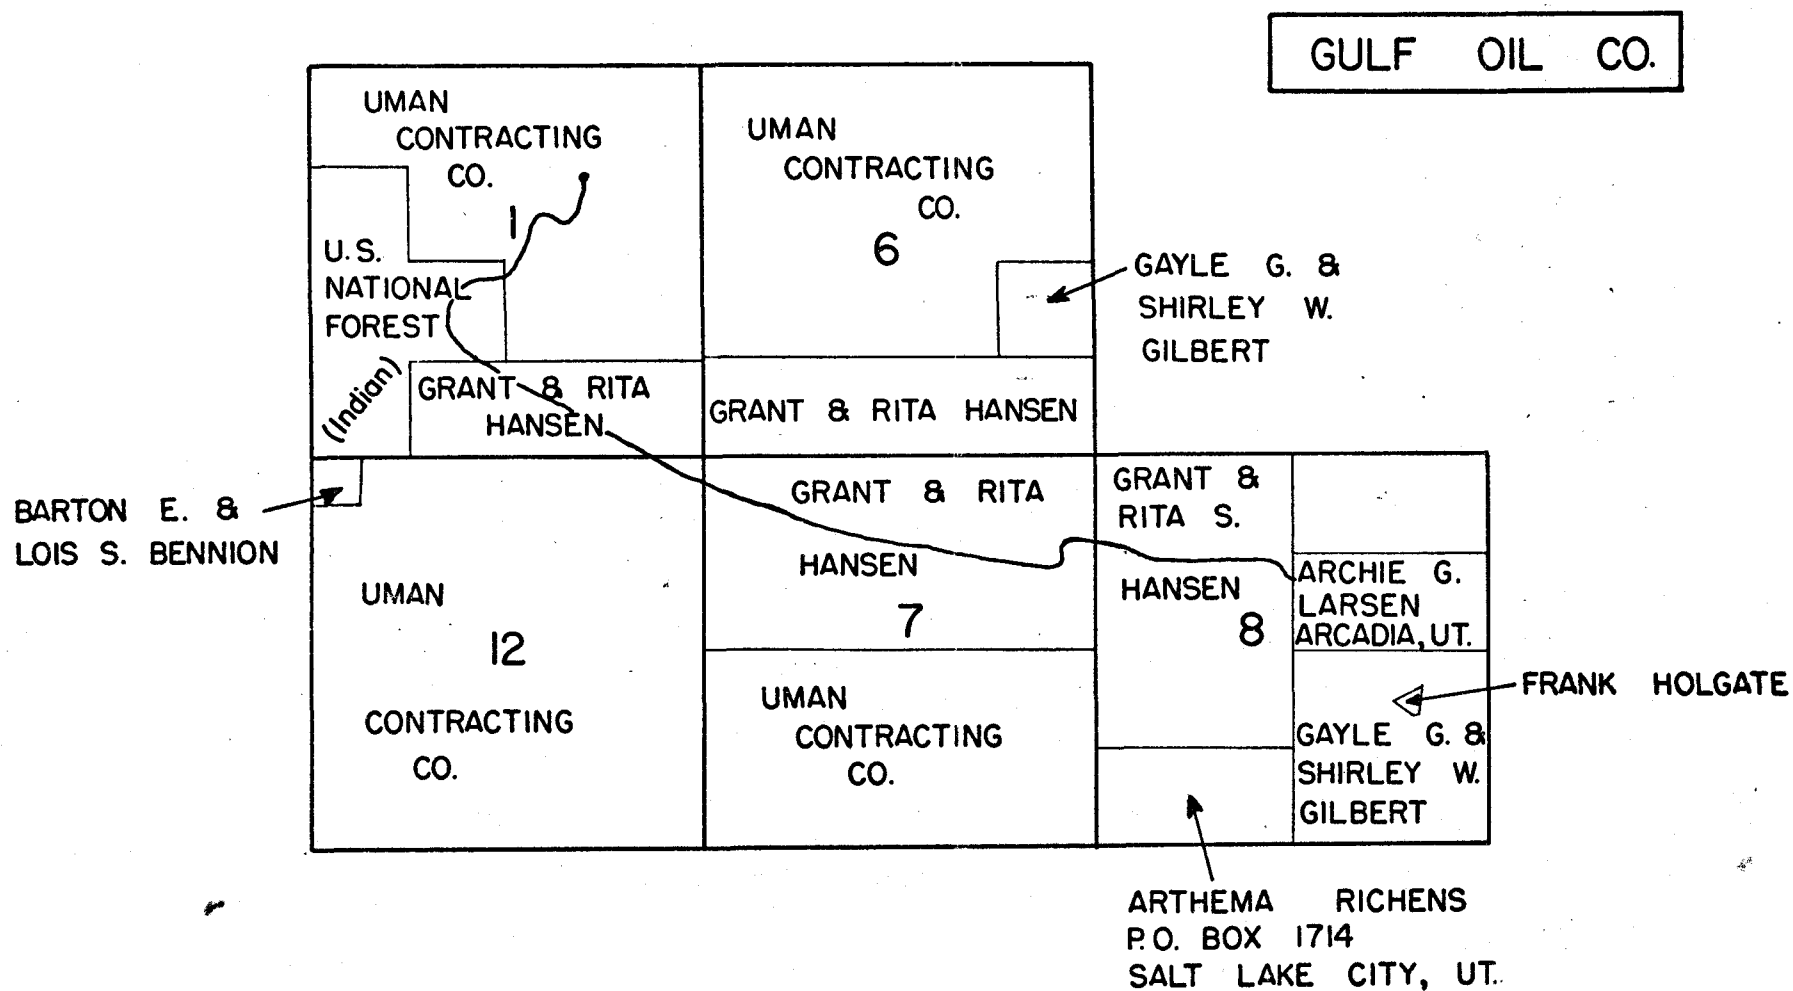 GULF OIL CO.
UMAN
CONTRACTING
CO.
1
U.S.
NATIONAL
FOREST
(Indian)
GRANT & RITA
HANSEN
UMAN
CONTRACTING
CO.
6
GAYLE G. &
SHIRLEY W.
GILBERT
GRANT & RITA HANSEN
BARTON E. &
LOIS S. BENNION
UMAN
12
CONTRACTING
CO.
GRANT & RITA
HANSEN
7
UMAN
CONTRACTING
CO.
GRANT &
RITA S.
HANSEN
8
ARCHIE G.
LARSEN
ARCADIA, UT.
FRANK HOLGATE
GAYLE G. &
SHIRLEY W.
GILBERT
ARTHEMA RICHENS
P.O. BOX 1714
SALT LAKE CITY, UT.